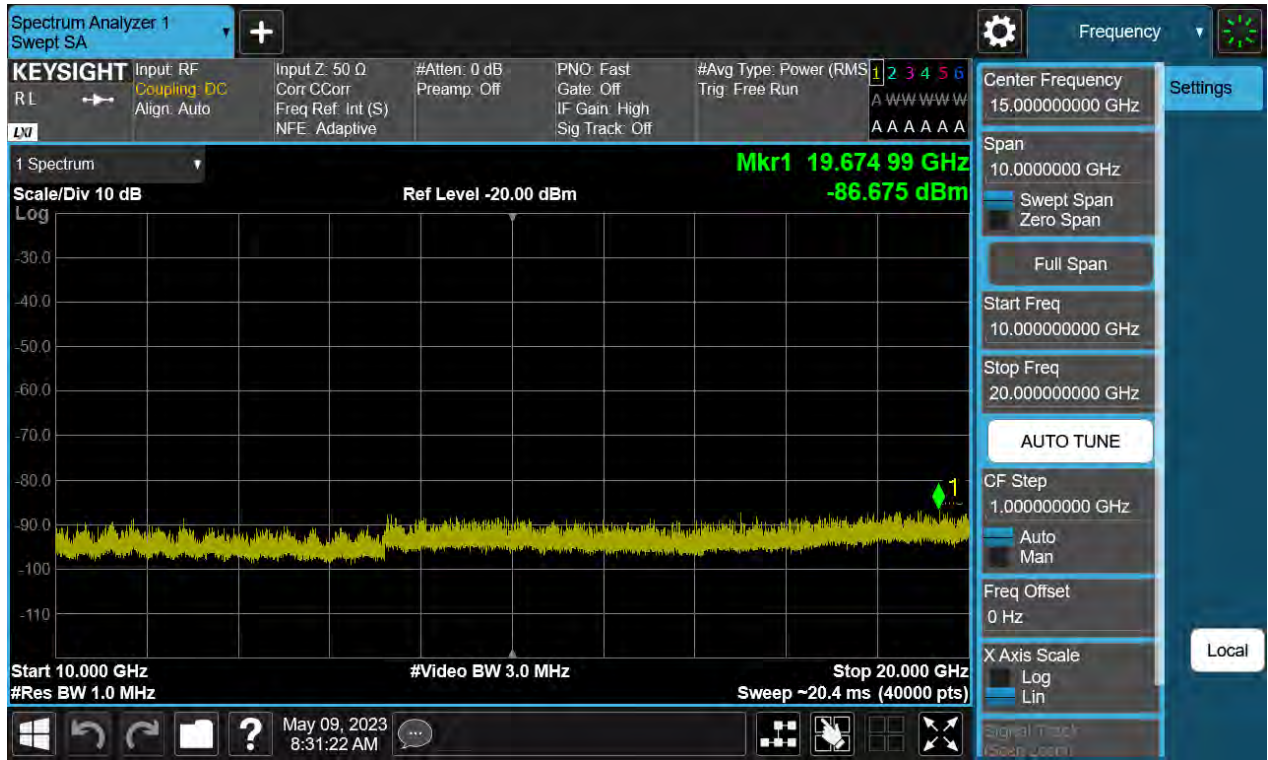 Spectrum Analyzer 1
Swept SA
+
Frequency
KEYSIGHT
RL
LXI
Input: RF
Coupling: DC
Align: Auto
Input Z: 50 Ω
Corr CCorr
Freq Ref: Int (S)
NFE: Adaptive
#Atten: 0 dB
Preamp: Off
PNO: Fast
Gate: Off
IF Gain: High
Sig Track: Off
#Avg Type: Power (RMS
Trig: Free Run
1 2 3 4 5 6
A W W W W W
A A A A A A
1 Spectrum
Scale/Div 10 dB
Ref Level -20.00 dBm
Mkr1 19.674 99 GHz
-86.675 dBm
Log
-30.0
-40.0
-50.0
-60.0
-70.0
-80.0
-90.0
-100
-110
1
Start 10.000 GHz
#Video BW 3.0 MHz
Stop 20.000 GHz
#Res BW 1.0 MHz
Sweep ~20.4 ms (40000 pts)
?
May 09, 2023
8:31:22 AM
Center Frequency
15.000000000 GHz
Settings
Span
10.0000000 GHz
Swept Span
Zero Span
Full Span
Start Freq
10.000000000 GHz
Stop Freq
20.000000000 GHz
AUTO TUNE
CF Step
1.000000000 GHz
Auto
Man
Freq Offset
0 Hz
X Axis Scale
Log
Lin
Local
Signal Track
(Span Zoom)